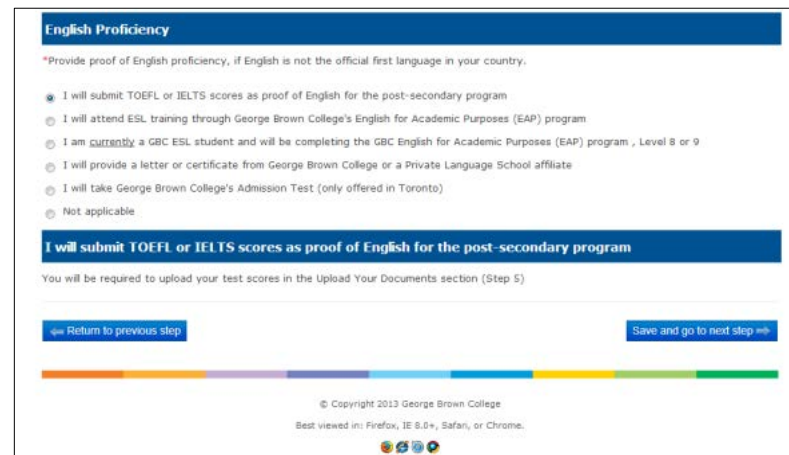 English Proficiency
*Provide proof of English proficiency, if English is not the official first language in your country.
I will submit TOEFL or IELTS scores as proof of English for the post-secondary program
I will attend ESL training through George Brown College's English for Academic Purposes (EAP) program
I am currently a GBC ESL student and will be completing the GBC English for Academic Purposes (EAP) program , Level 8 or 9
I will provide a letter or certificate from George Brown College or a Private Language School affiliate
I will take George Brown College's Admission Test (only offered in Toronto)
Not applicable
I will submit TOEFL or IELTS scores as proof of English for the post-secondary program
You will be required to upload your test scores in the Upload Your Documents section (Step 5)
Return to previous step
Save and go to next step
© Copyright 2013 George Brown College
Best viewed in: Firefox, IE 8.0+, Safari, or Chrome.